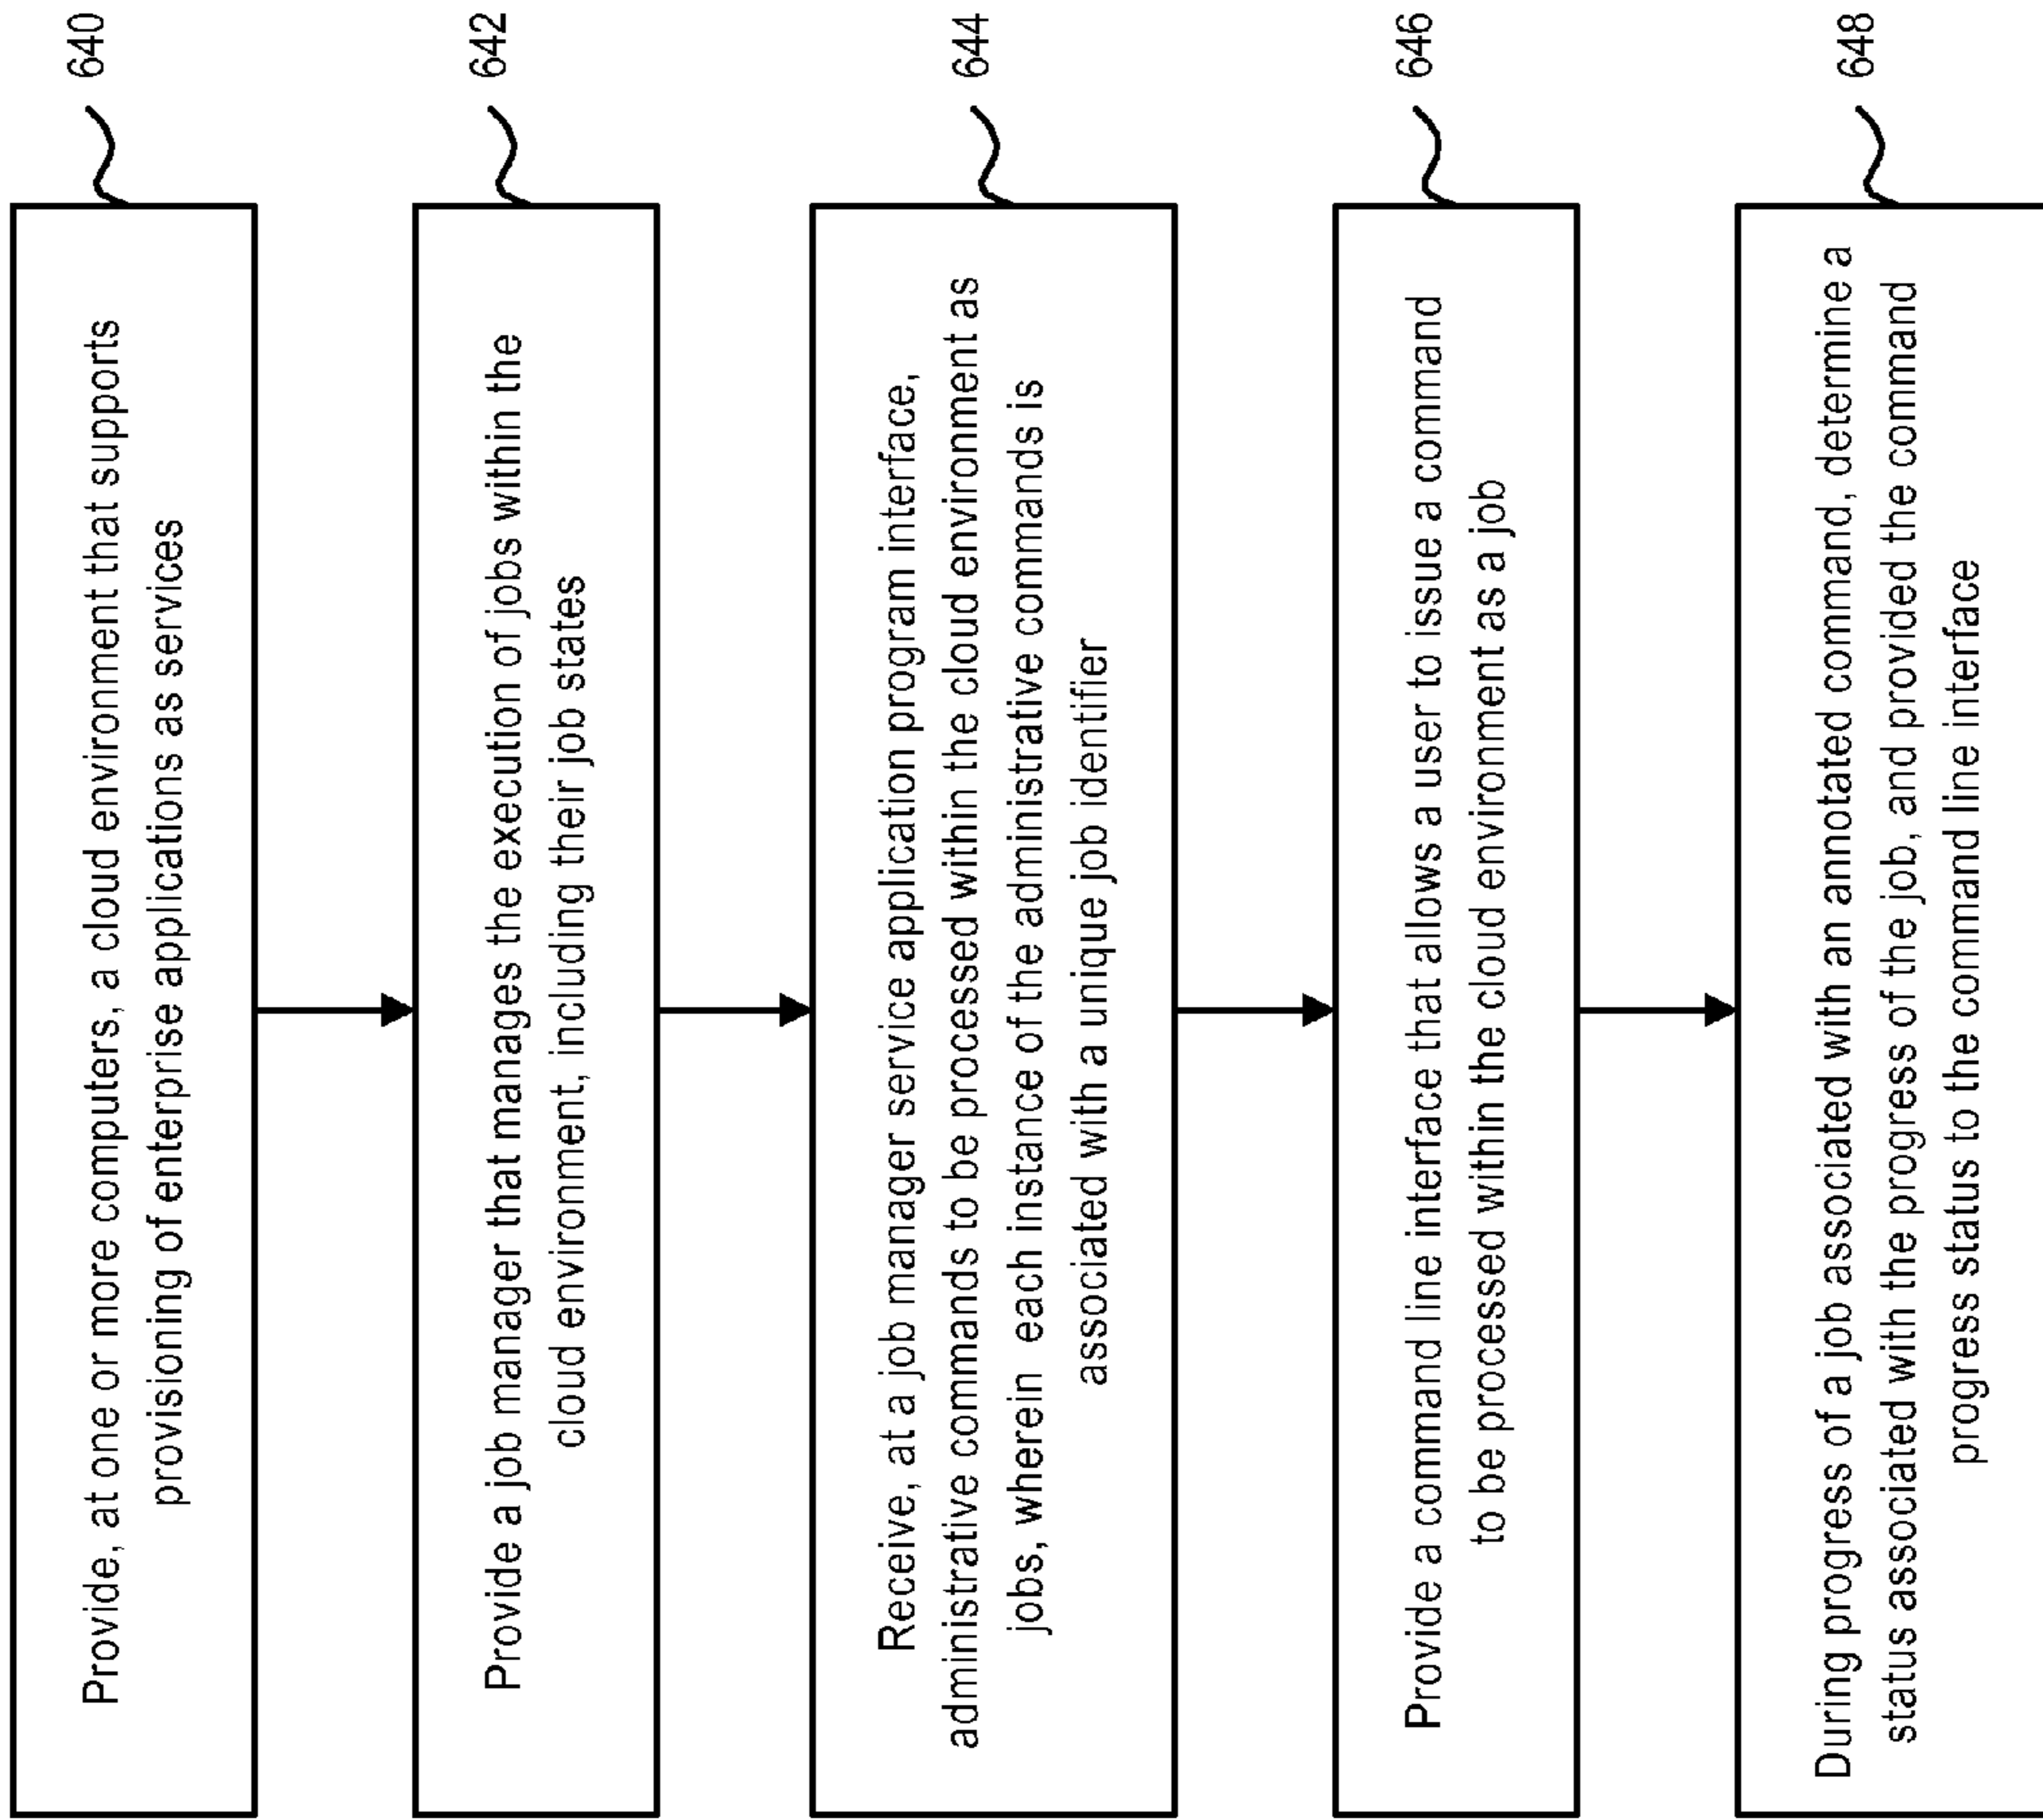 640
Provide, at one or more computers, a cloud environment that supports
provisioning of enterprise applications as services
642
Provide a job manager that manages the execution of jobs within the
cloud environment, including their job states
644
Receive, at a job manager service application program interface,
administrative commands to be processed within the cloud environment as
jobs, wherein each instance of the administrative commands is
associated with a unique job identifier
646
Provide a command line interface that allows a user to issue a command
to be processed within the cloud environment as a job
648
During progress of a job associated with an annotated command, determine a
status associated with the progress of the job, and provided the command
progress status to the command line interface